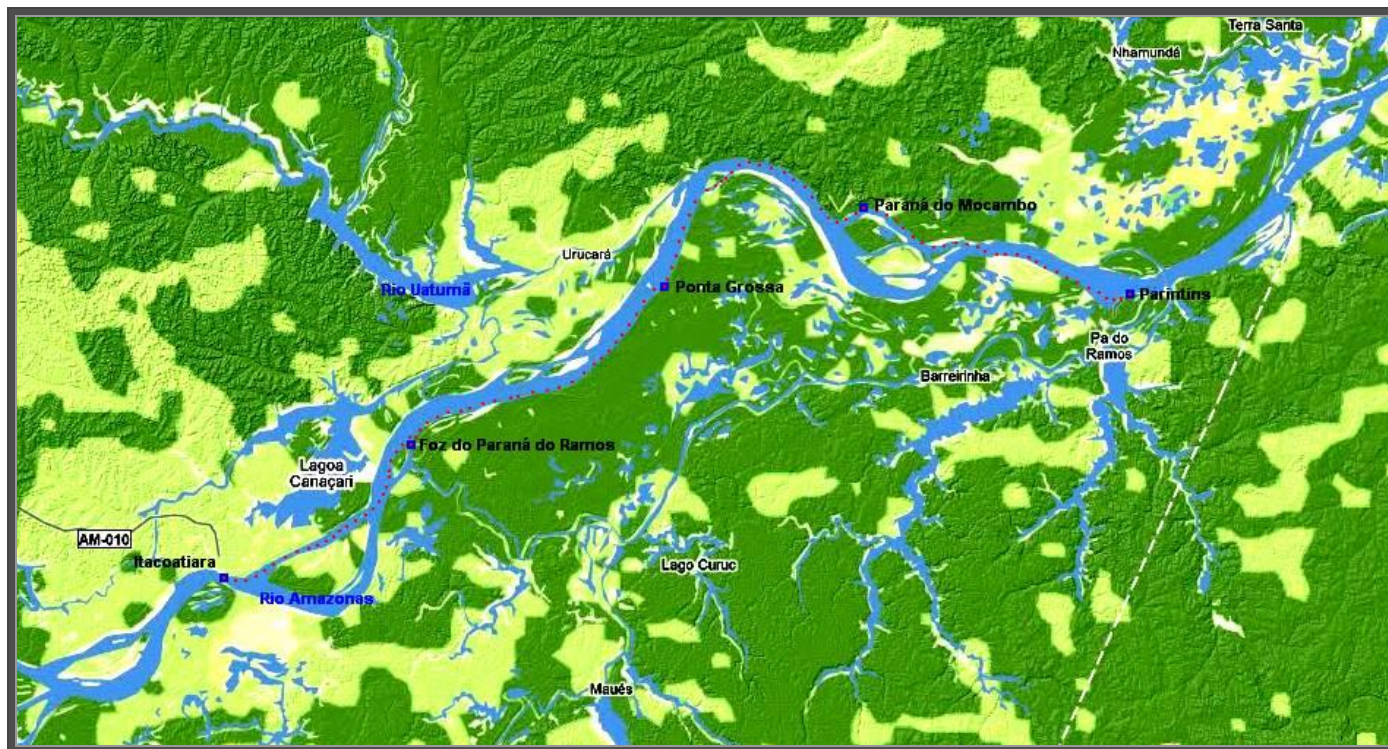 Terra Santa
Nhamundá
Paraná do Mocambo
Urucará
Rio Uatumã
Ponta Grossa
Parintins
Pa do
Ramos
Barreirinha
Foz do Paraná do Ramos
Lagoa
Canaçari
AM-010
Itacoatiara
Lago Curuc
Rio Amazonas
Maués